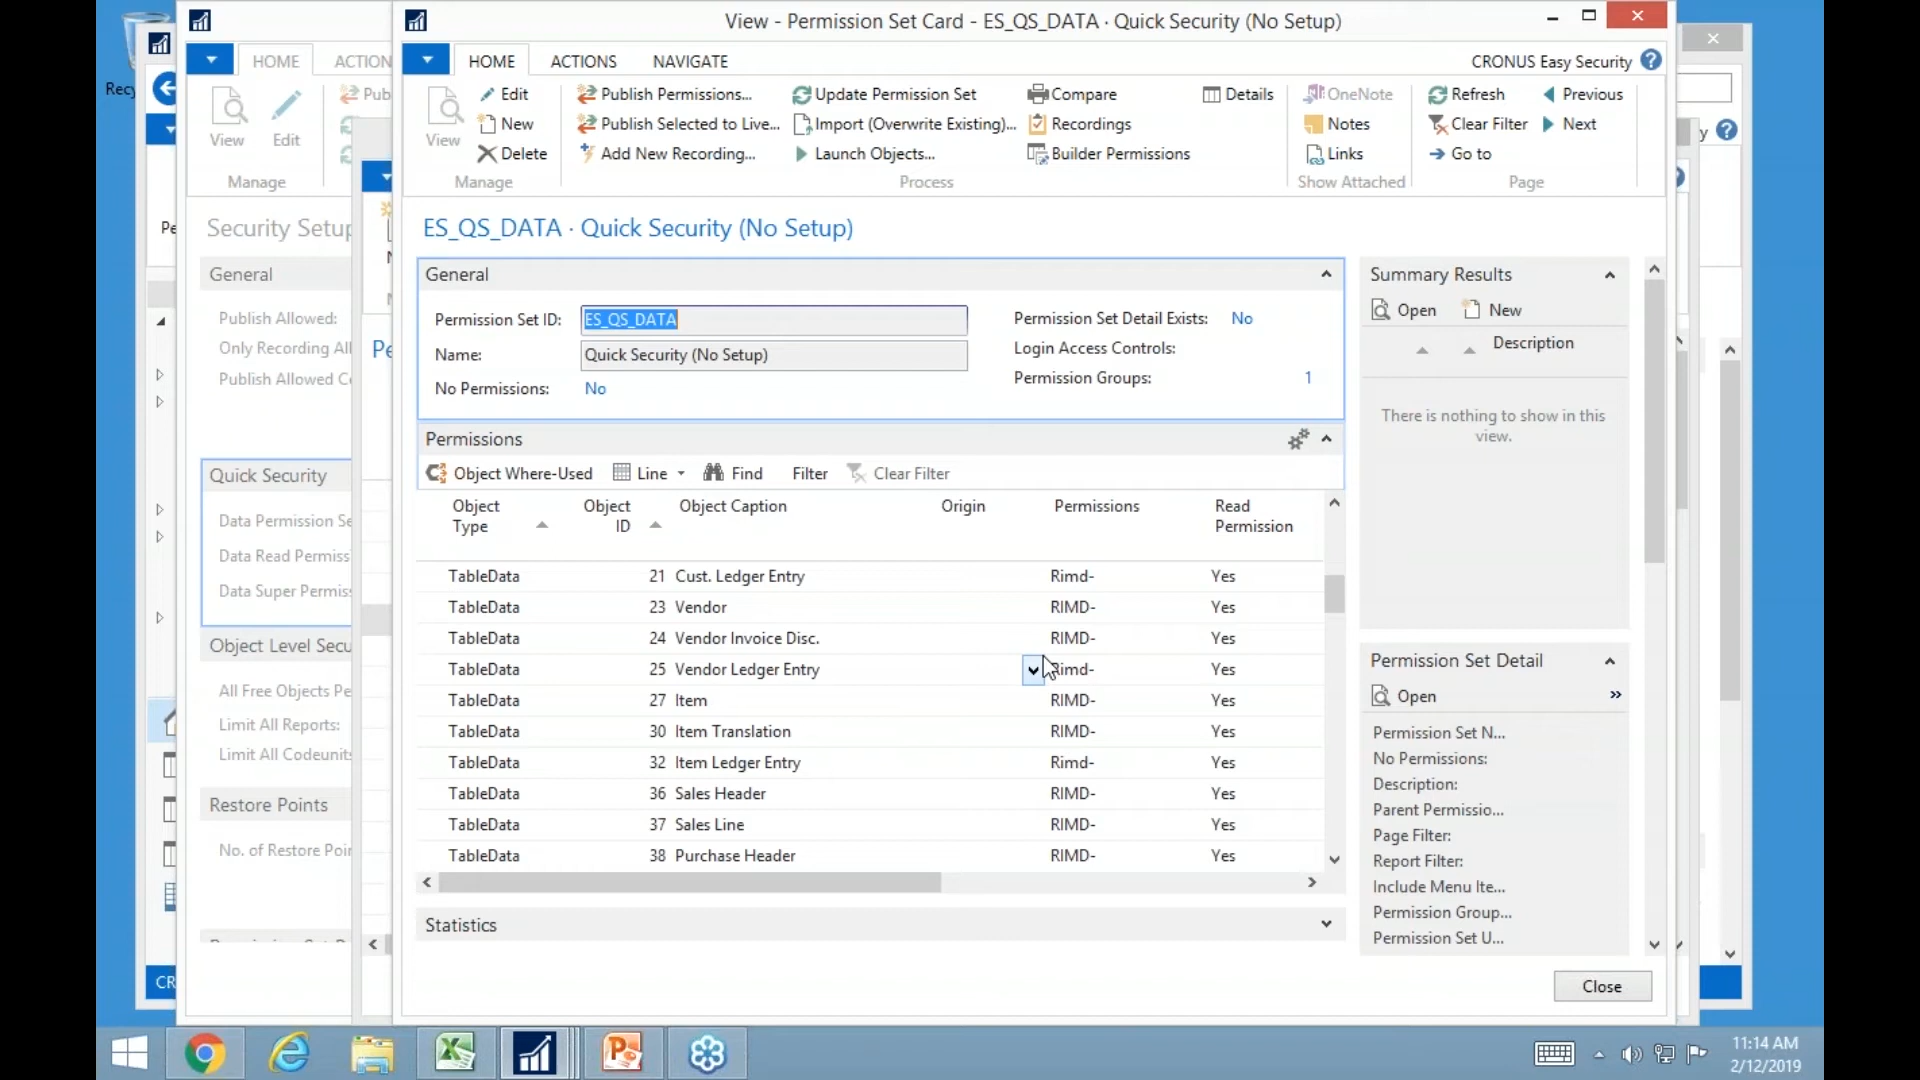 View - Permission Set Card - ES_QS_DATA · Quick Security (No Setup)
HOME
ACTION
HOME
ACTIONS
NAVIGATE
CRONUS Easy Security
View
Edit
Pub
Manage
View
Edit
New
Delete
Manage
Publish Permissions...
Publish Selected to Live...
Add New Recording...
Update Permission Set
Import (Overwrite Existing)...
Launch Objects...
Compare
Recordings
Builder Permissions
Process
Details
OneNote
Notes
Links
Show Attached
Refresh
Clear Filter
Go to
Previous
Next
Page
Recy
Pe
Security Setup
General
Publish Allowed:
Only Recording All
Publish Allowed C
Quick Security
Data Permission Se
Data Read Permiss
Data Super Permis
Object Level Secu
All Free Objects Pe
Limit All Reports:
Limit All Codeunits
Restore Points
No. of Restore Poin
Pe
CR
y
ES_QS_DATA · Quick Security (No Setup)
General
Permission Set ID:
ES_QS_DATA
Name:
Quick Security (No Setup)
No Permissions:
No
Permission Set Detail Exists:
No
Login Access Controls:
Permission Groups:
1
Permissions
Object Where-Used
Line
Find
Filter
Clear Filter
Object Type
Object ID
Object Caption
Origin
Permissions
Read Permission
TableData 21 Cust. Ledger Entry Rimd- Yes
TableData 23 Vendor RIMD- Yes
TableData 24 Vendor Invoice Disc. RIMD- Yes
TableData 25 Vendor Ledger Entry Rimd- Yes
TableData 27 Item RIMD- Yes
TableData 30 Item Translation RIMD- Yes
TableData 32 Item Ledger Entry Rimd- Yes
TableData 36 Sales Header RIMD- Yes
TableData 37 Sales Line RIMD- Yes
TableData 38 Purchase Header RIMD- Yes
Statistics
Summary Results
Open
New
Description
There is nothing to show in this
view.
Permission Set Detail
Open
Permission Set N...
No Permissions:
Description:
Parent Permissio...
Page Filter:
Report Filter:
Include Menu Ite...
Permission Group...
Permission Set U...
Close
11:14 AM
2/12/2019